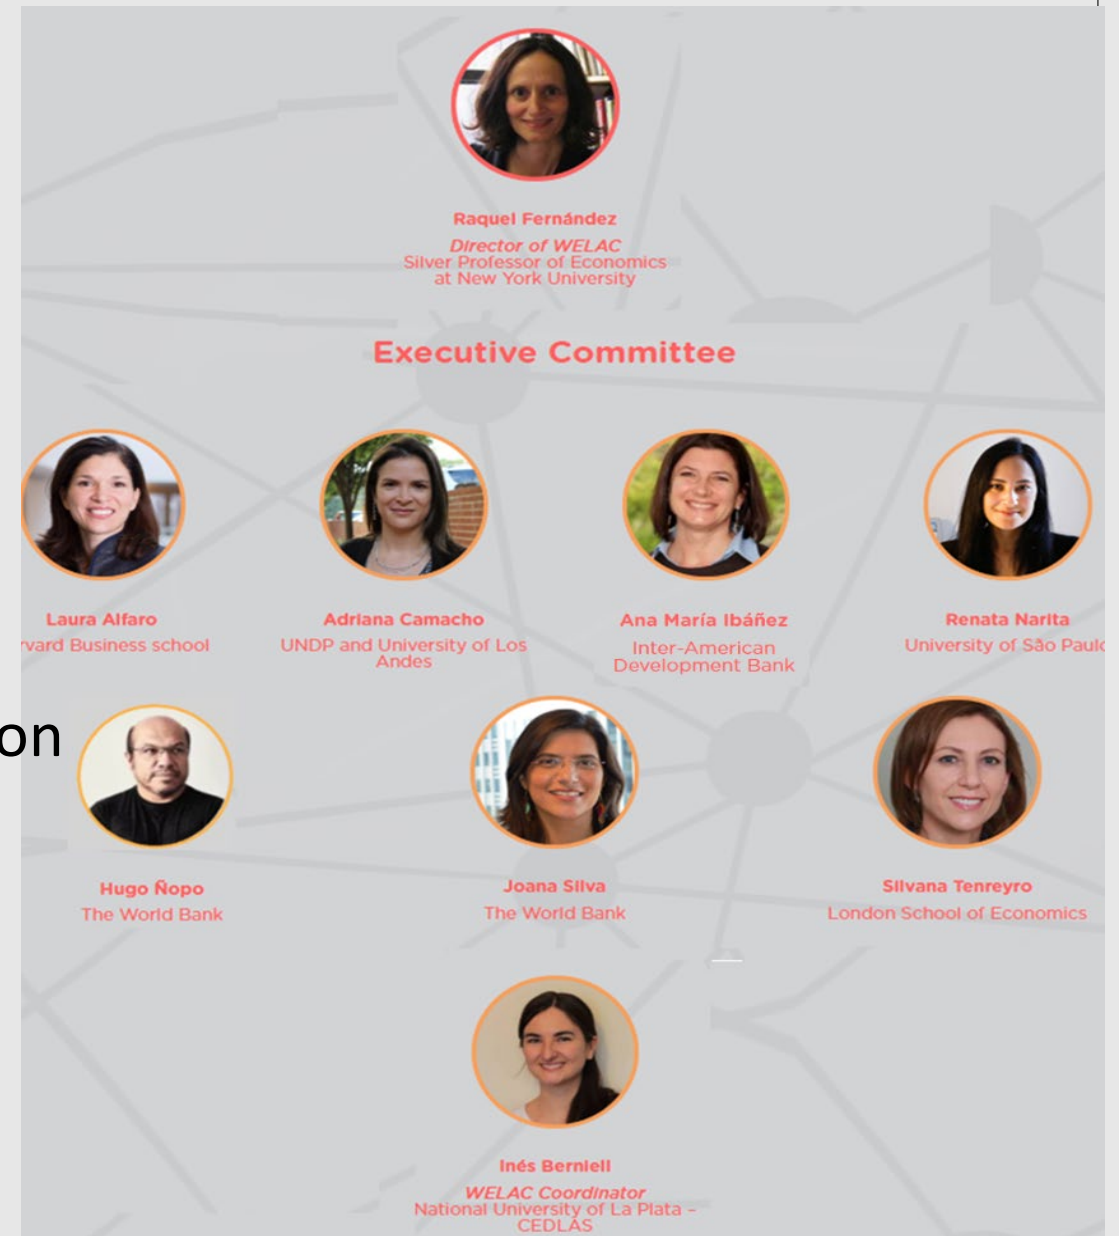 Raquel Fernández
Director of WELAC
Silver Professor of Economics
at New York University
Executive Committee
Laura Alfaro
rvard Business school
Adriana Camacho
UNDP and University of Los
Andes
Ana María Ibáñez
Inter-American
Development Bank
Renata Narita
University of São Paulo
on
Hugo Ñopo
The World Bank
Joana Silva
The World Bank
Silvana Tenreyro
London School of Economics
Inés Berniell
WELAC Coordinator
National University of La Plata –
CEDLAS